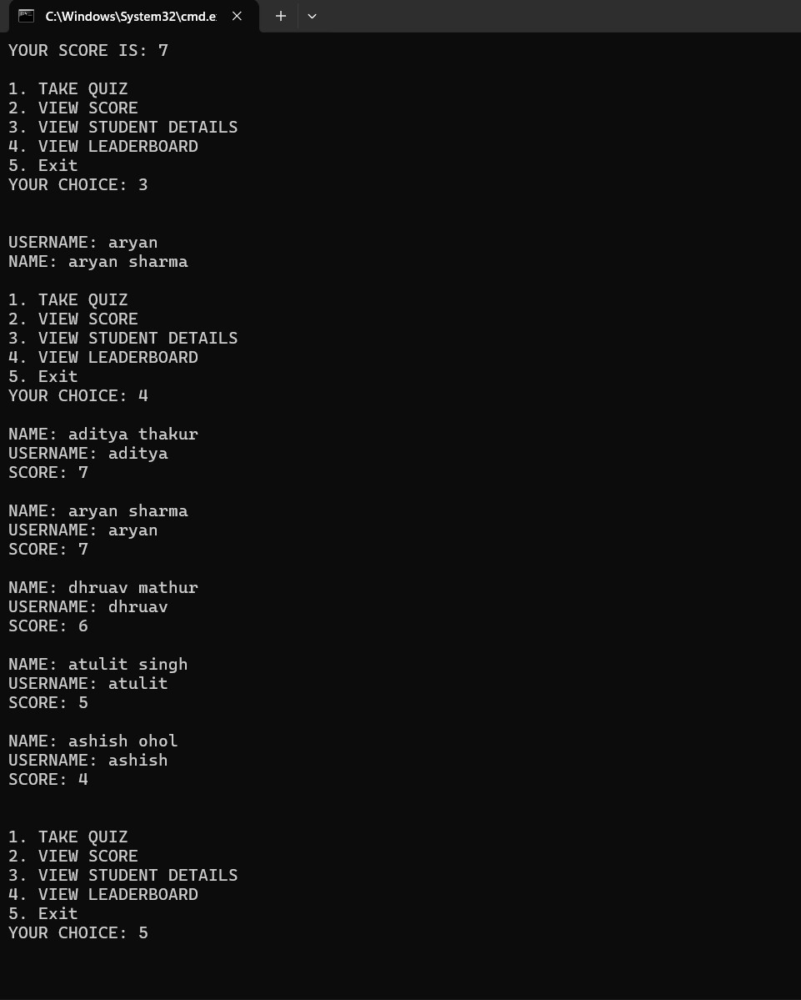 C:\Windows\System32\cmd.e
YOUR SCORE IS: 7
1. TAKE QUIZ
2. VIEW SCORE
3. VIEW STUDENT DETAILS
4. VIEW LEADERBOARD
5. Exit
YOUR CHOICE: 3
USERNAME: aryan
NAME: aryan sharma
1. TAKE QUIZ
2. VIEW SCORE
3. VIEW STUDENT DETAILS
4. VIEW LEADERBOARD
5. Exit
YOUR CHOICE: 4
NAME: aditya thakur
USERNAME: aditya
SCORE: 7
NAME: aryan sharma
USERNAME: aryan
SCORE: 7
NAME: dhruav mathur
USERNAME: dhruav
SCORE: 6
NAME: atulit singh
USERNAME: atulit
SCORE: 5
NAME: ashish ohol
USERNAME: ashish
SCORE: 4
1. TAKE QUIZ
2. VIEW SCORE
3. VIEW STUDENT DETAILS
4. VIEW LEADERBOARD
5. Exit
YOUR CHOICE: 5